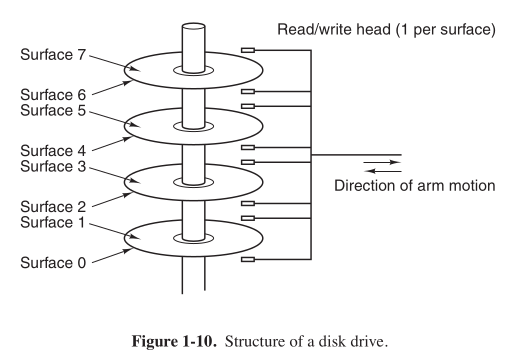 Read/write head (1 per surface)
Surface 7
Surface 6
Surface 5
Surface 4
Surface 3
Direction of arm motion
Surface 2
Surface 1
Surface 0
Figure 1-10. Structure of a disk drive.